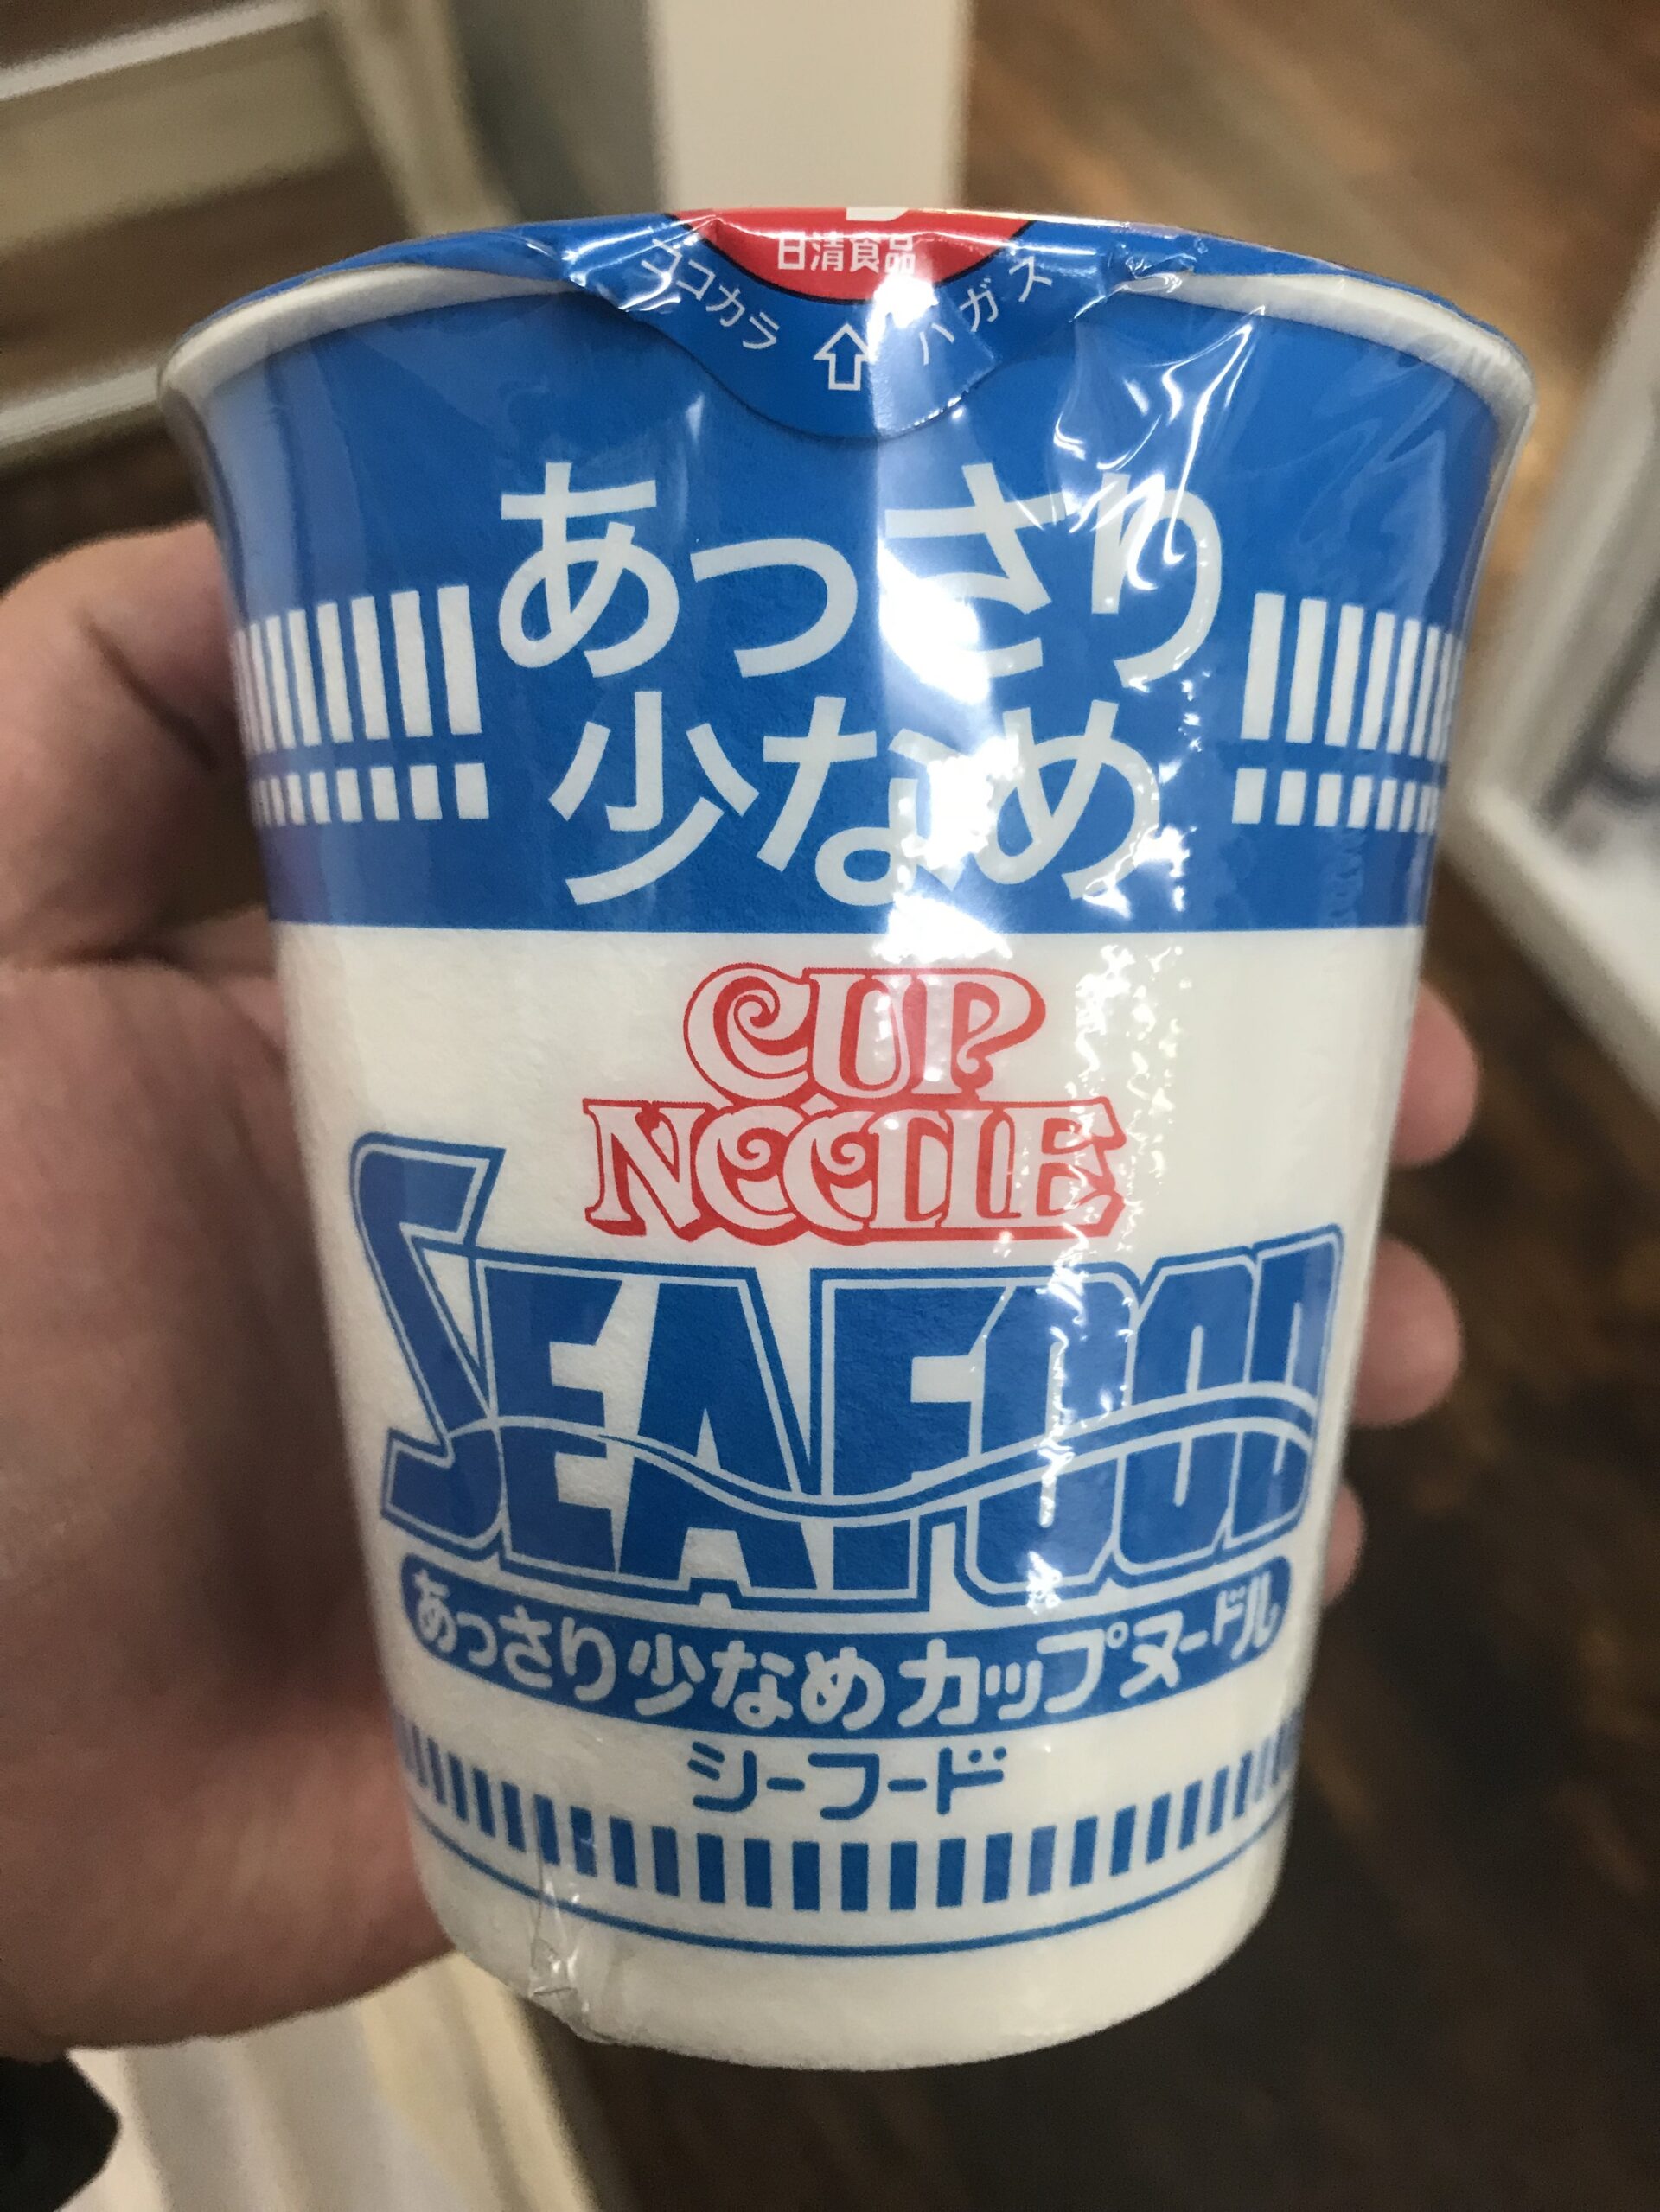 日清食品
ココカラ
ハガス
あっさり
少なめ
CUP
NOODLE
SEAFOOD
あっさり少なめカップヌードル
シーフード